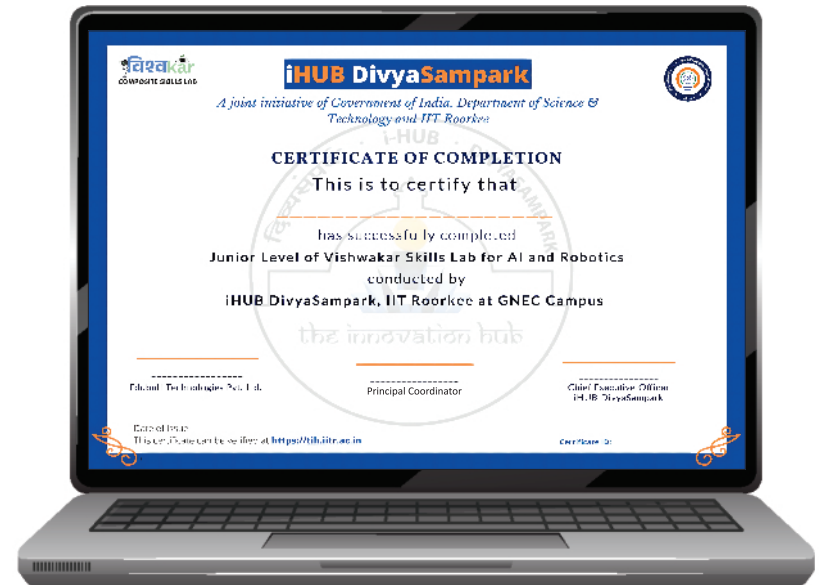 विश्वकार
COMPOSITE SKILLS LAB
iHUB DivyaSampark
A joint initiative of Government of India, Department of Science &
Technology and IIT Roorkee
I-HUB . DIVYASAMPARK
दिव्यसंपर्क
CERTIFICATE OF COMPLETION
This is to certify that
has successfully completed
Junior Level of Vishwakar Skills Lab for AI and Robotics
conducted by
iHUB DivyaSampark, IIT Roorkee at GNEC Campus
the innovation hub
Technologies Pvt. Ltd.
Principal Coordinator
Chief Executive Officer
iHUB DivyaSampark
Date of Issue
This certificate can be verified at https://tih.iitr.ac.in
Certificate ID: